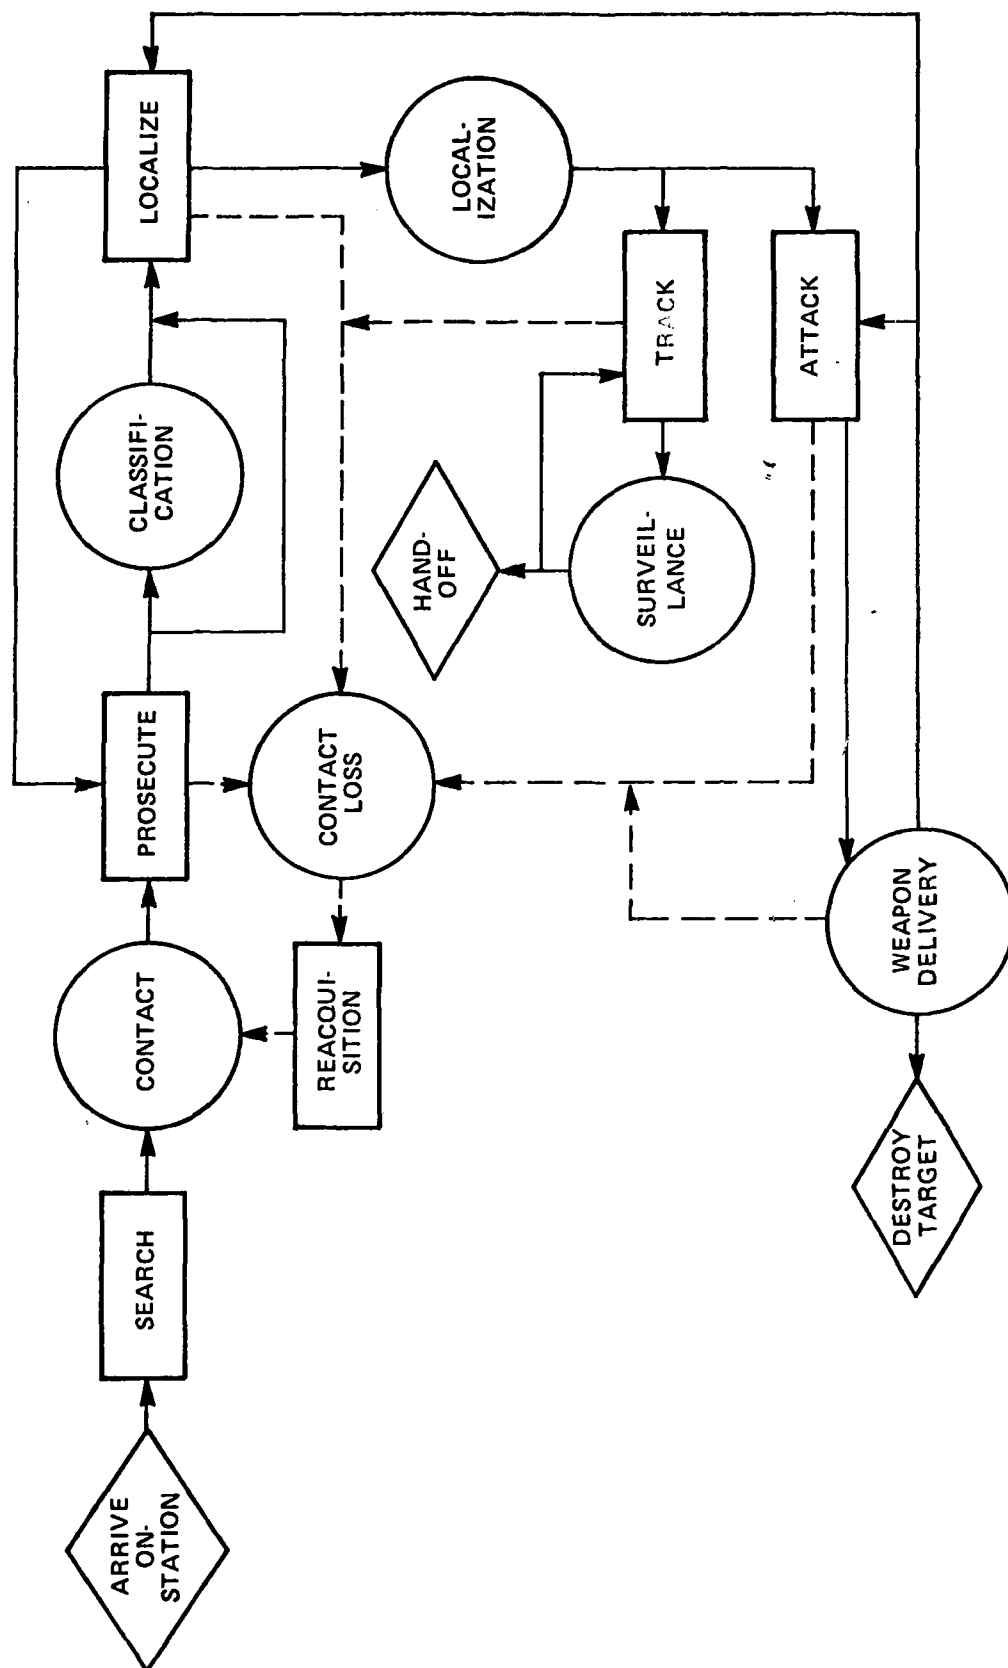 ARRIVE
ON-
STATION
SEARCH
CONTACT
PROSECUTE
CLASSIFI-
CATION
LOCALIZE
REACQUI-
SITION
CONTACT
LOSS
HAND-
OFF
LOCAL-
IZATION
SURVEIL-
LANCE
TRACK
ATTACK
DESTROY
TARGET
WEAPON
DELIVERY